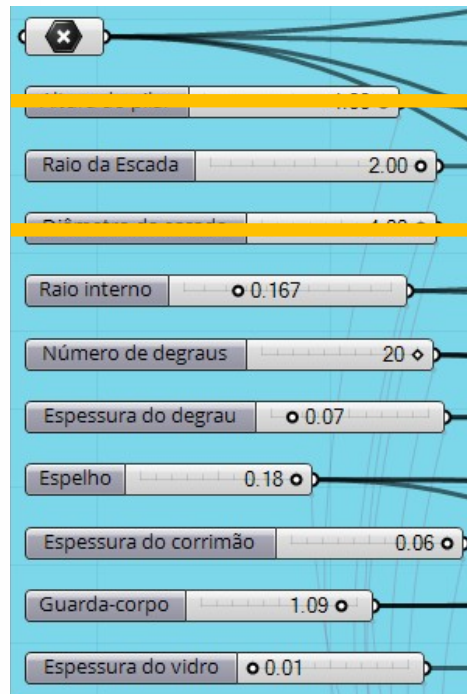 Raio da Escada 2.00
Raio interno 0.167
Número de degraus 20
Espessura do degrau 0.07
Espelho 0.18
Espessura do corrimão 0.06
Guarda-corpo 1.09
Espessura do vidro 0.01